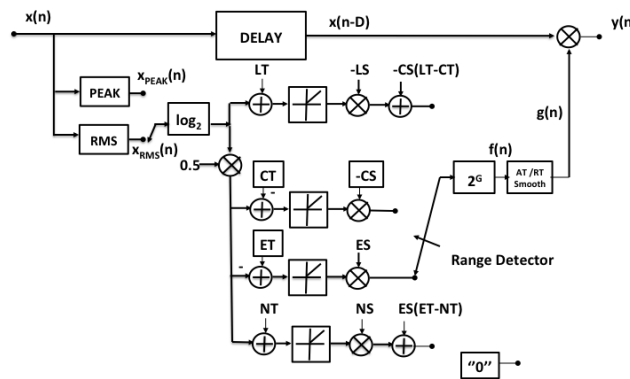 x(n)
DELAY
x(n-D)
y(n
PEAK
xPEAK(n)
RMS
xRMS(n)
log2
LT
-LS
-CS(LT-CT)
g(n)
0.5
CT
-
-CS
f(n)
2G
AT /RT
Smooth
ET
-
ES
Range Detector
NT
NS
ES(ET-NT)
"0"